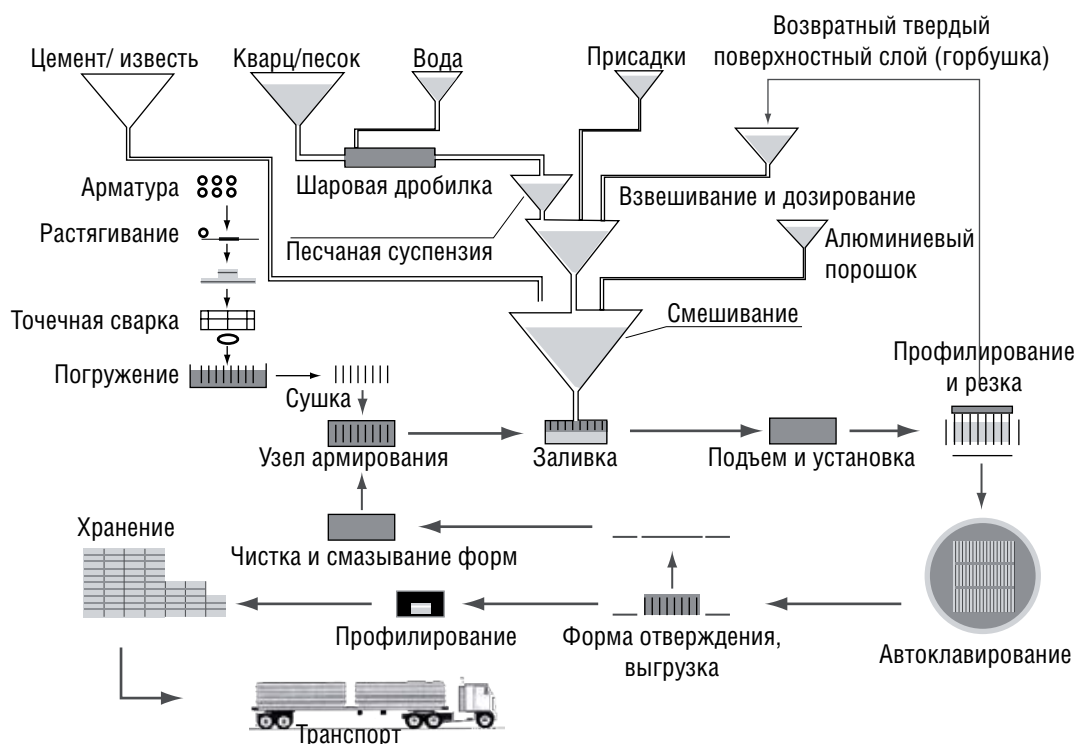 Возвратный твердый
поверхностный слой (горбушка)
Цемент/ известь
Кварц/песок
Вода
Присадки
Шаровая дробилка
Взвешивание и дозирование
Арматура
Растягивание
Песчаная суспензия
Алюминиевый
порошок
Точечная сварка
Смешивание
Погружение
Сушка
Профилирование
и резка
Узел армирования
Заливка
Подъем и установка
Хранение
Чистка и смазывание форм
Профилирование
Форма отверждения,
выгрузка
Автоклавирование
Транспорт